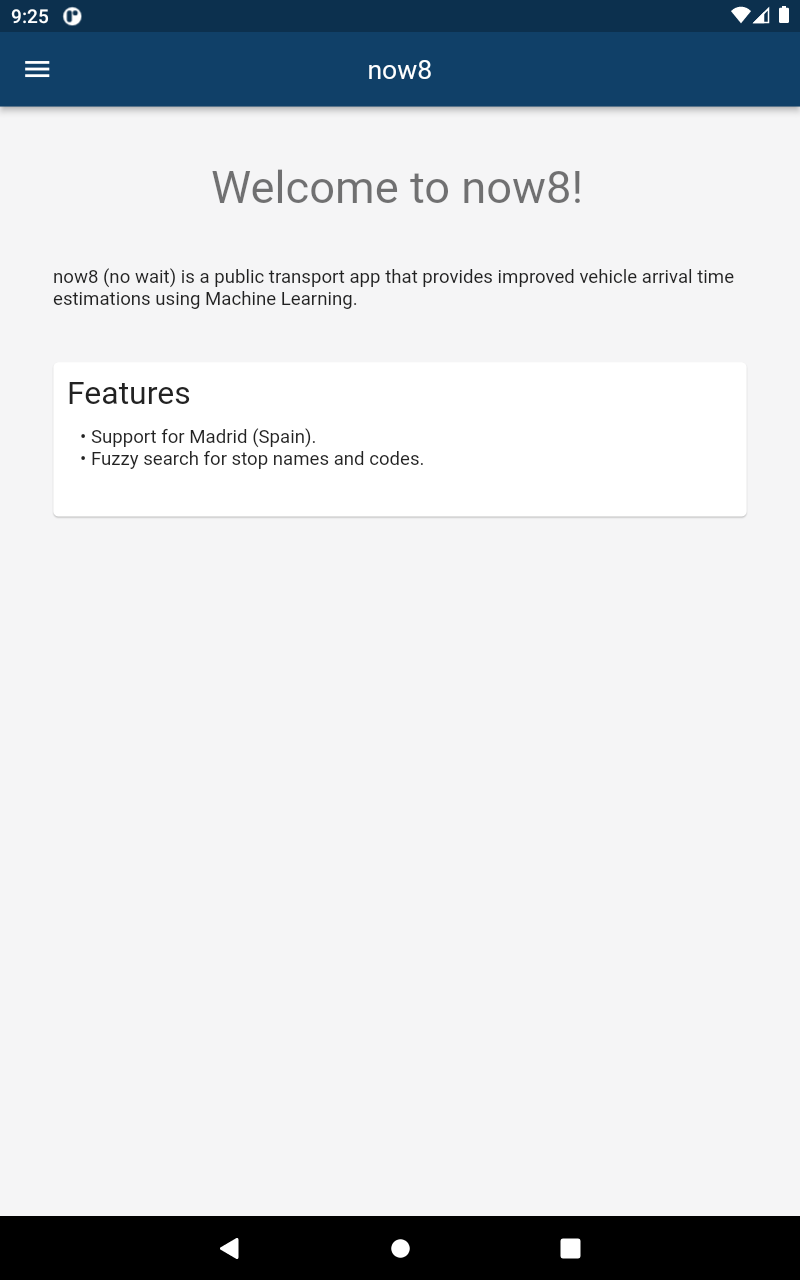 9:25
now8
Welcome to now8!
now8 (no wait) is a public transport app that provides improved vehicle arrival time
estimations using Machine Learning.
Features
• Support for Madrid (Spain).
• Fuzzy search for stop names and codes.